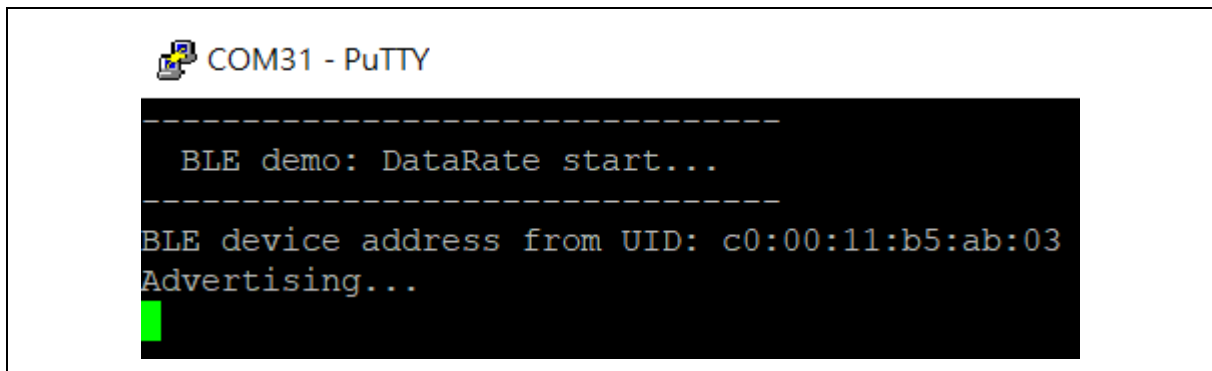 COM31 - PuTTY
---------------------------------
BLE demo: DataRate start...
---------------------------------
BLE device address from UID: c0:00:11:b5:ab:03
Advertising...